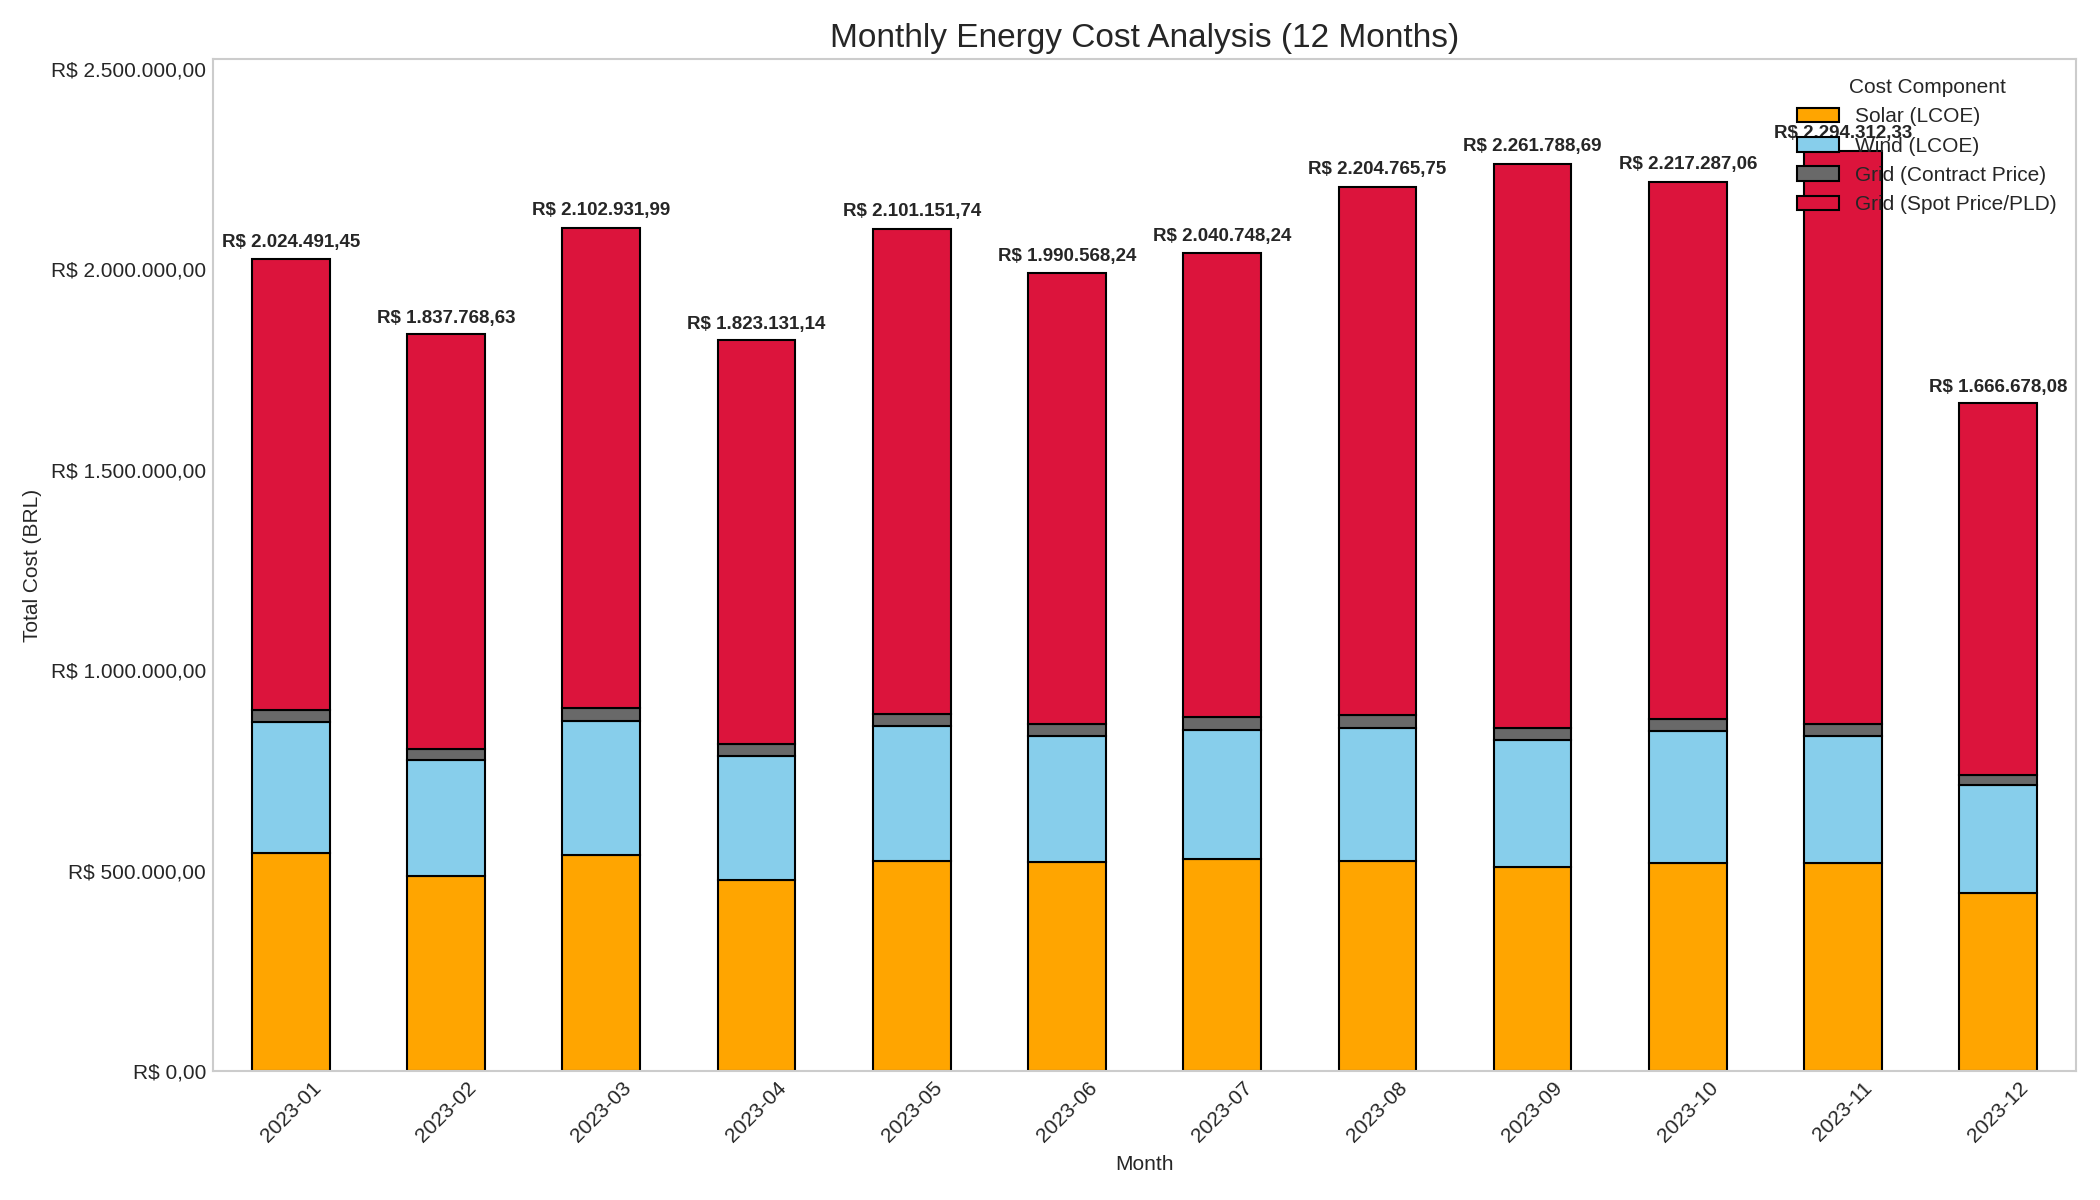 Monthly Energy Cost Analysis (12 Months)
Total Cost (BRL)
R$ 2.500.000,00
R$ 2.000.000,00
R$ 1.500.000,00
R$ 1.000.000,00
R$ 500.000,00
R$ 0,00
Cost Component
Solar (LCOE)
Wind (LCOE)
Grid (Contract Price)
Grid (Spot Price/PLD)
R$ 2.024.491,45
R$ 1.837.768,63
R$ 2.102.931,99
R$ 1.823.131,14
R$ 2.101.151,74
R$ 1.990.568,24
R$ 2.040.748,24
R$ 2.204.765,75
R$ 2.261.788,69
R$ 2.217.287,06
R$ 2.294.312,33
R$ 1.666.678,08
2023-01
2023-02
2023-03
2023-04
2023-05
2023-06
2023-07
2023-08
2023-09
2023-10
2023-11
2023-12
Month